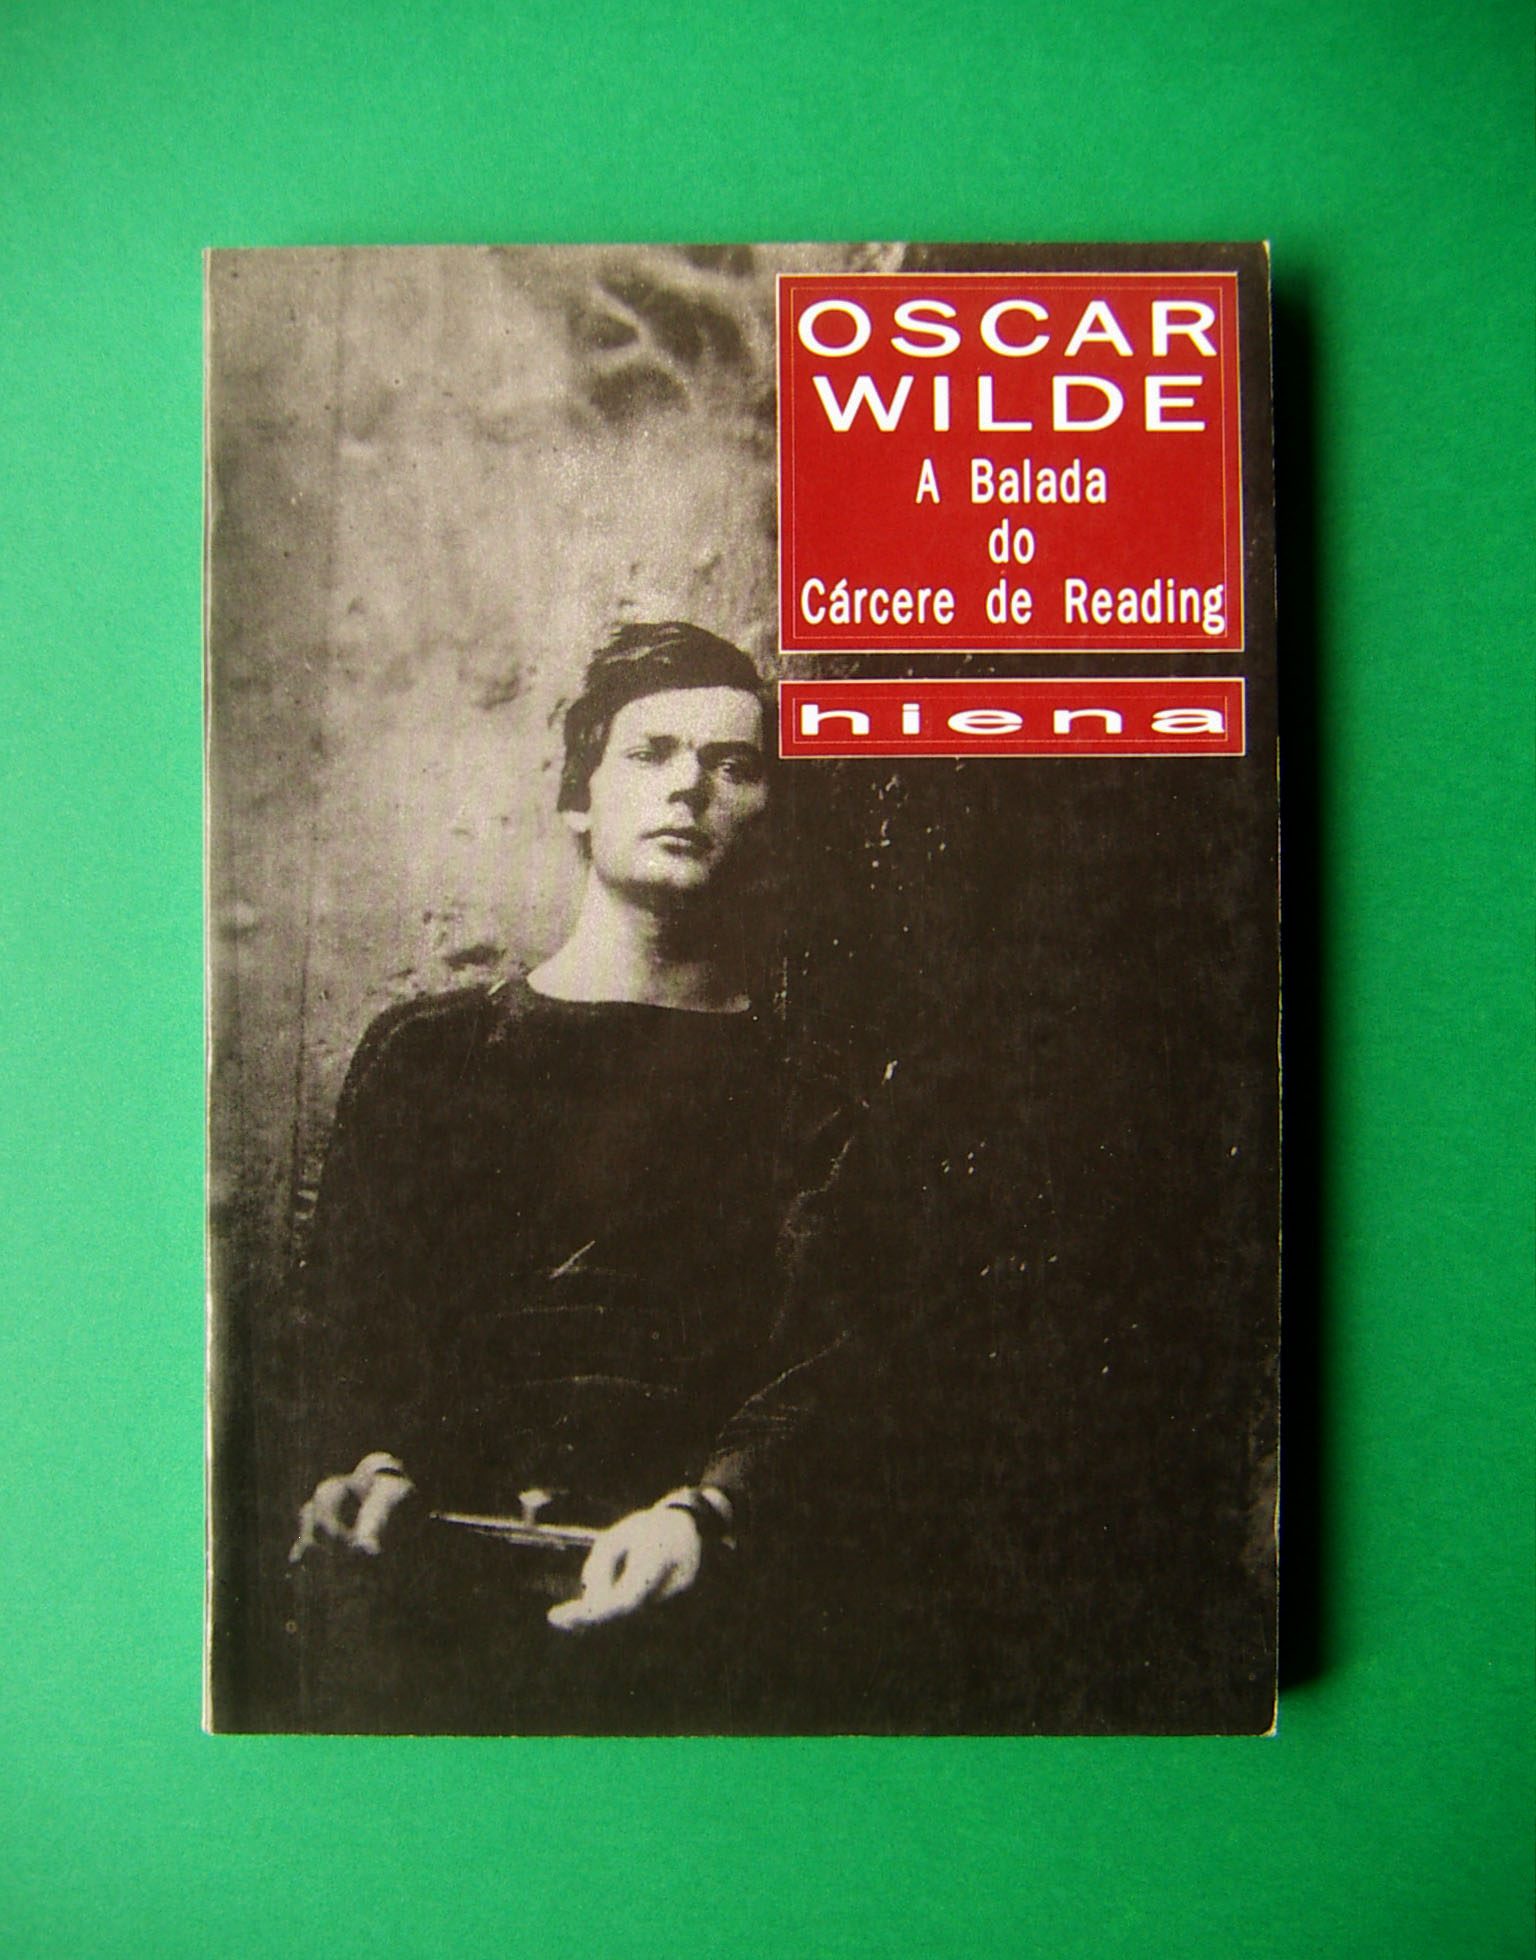 OSCAR
WILDE
A Balada
do
Cárcere de Reading
hiena